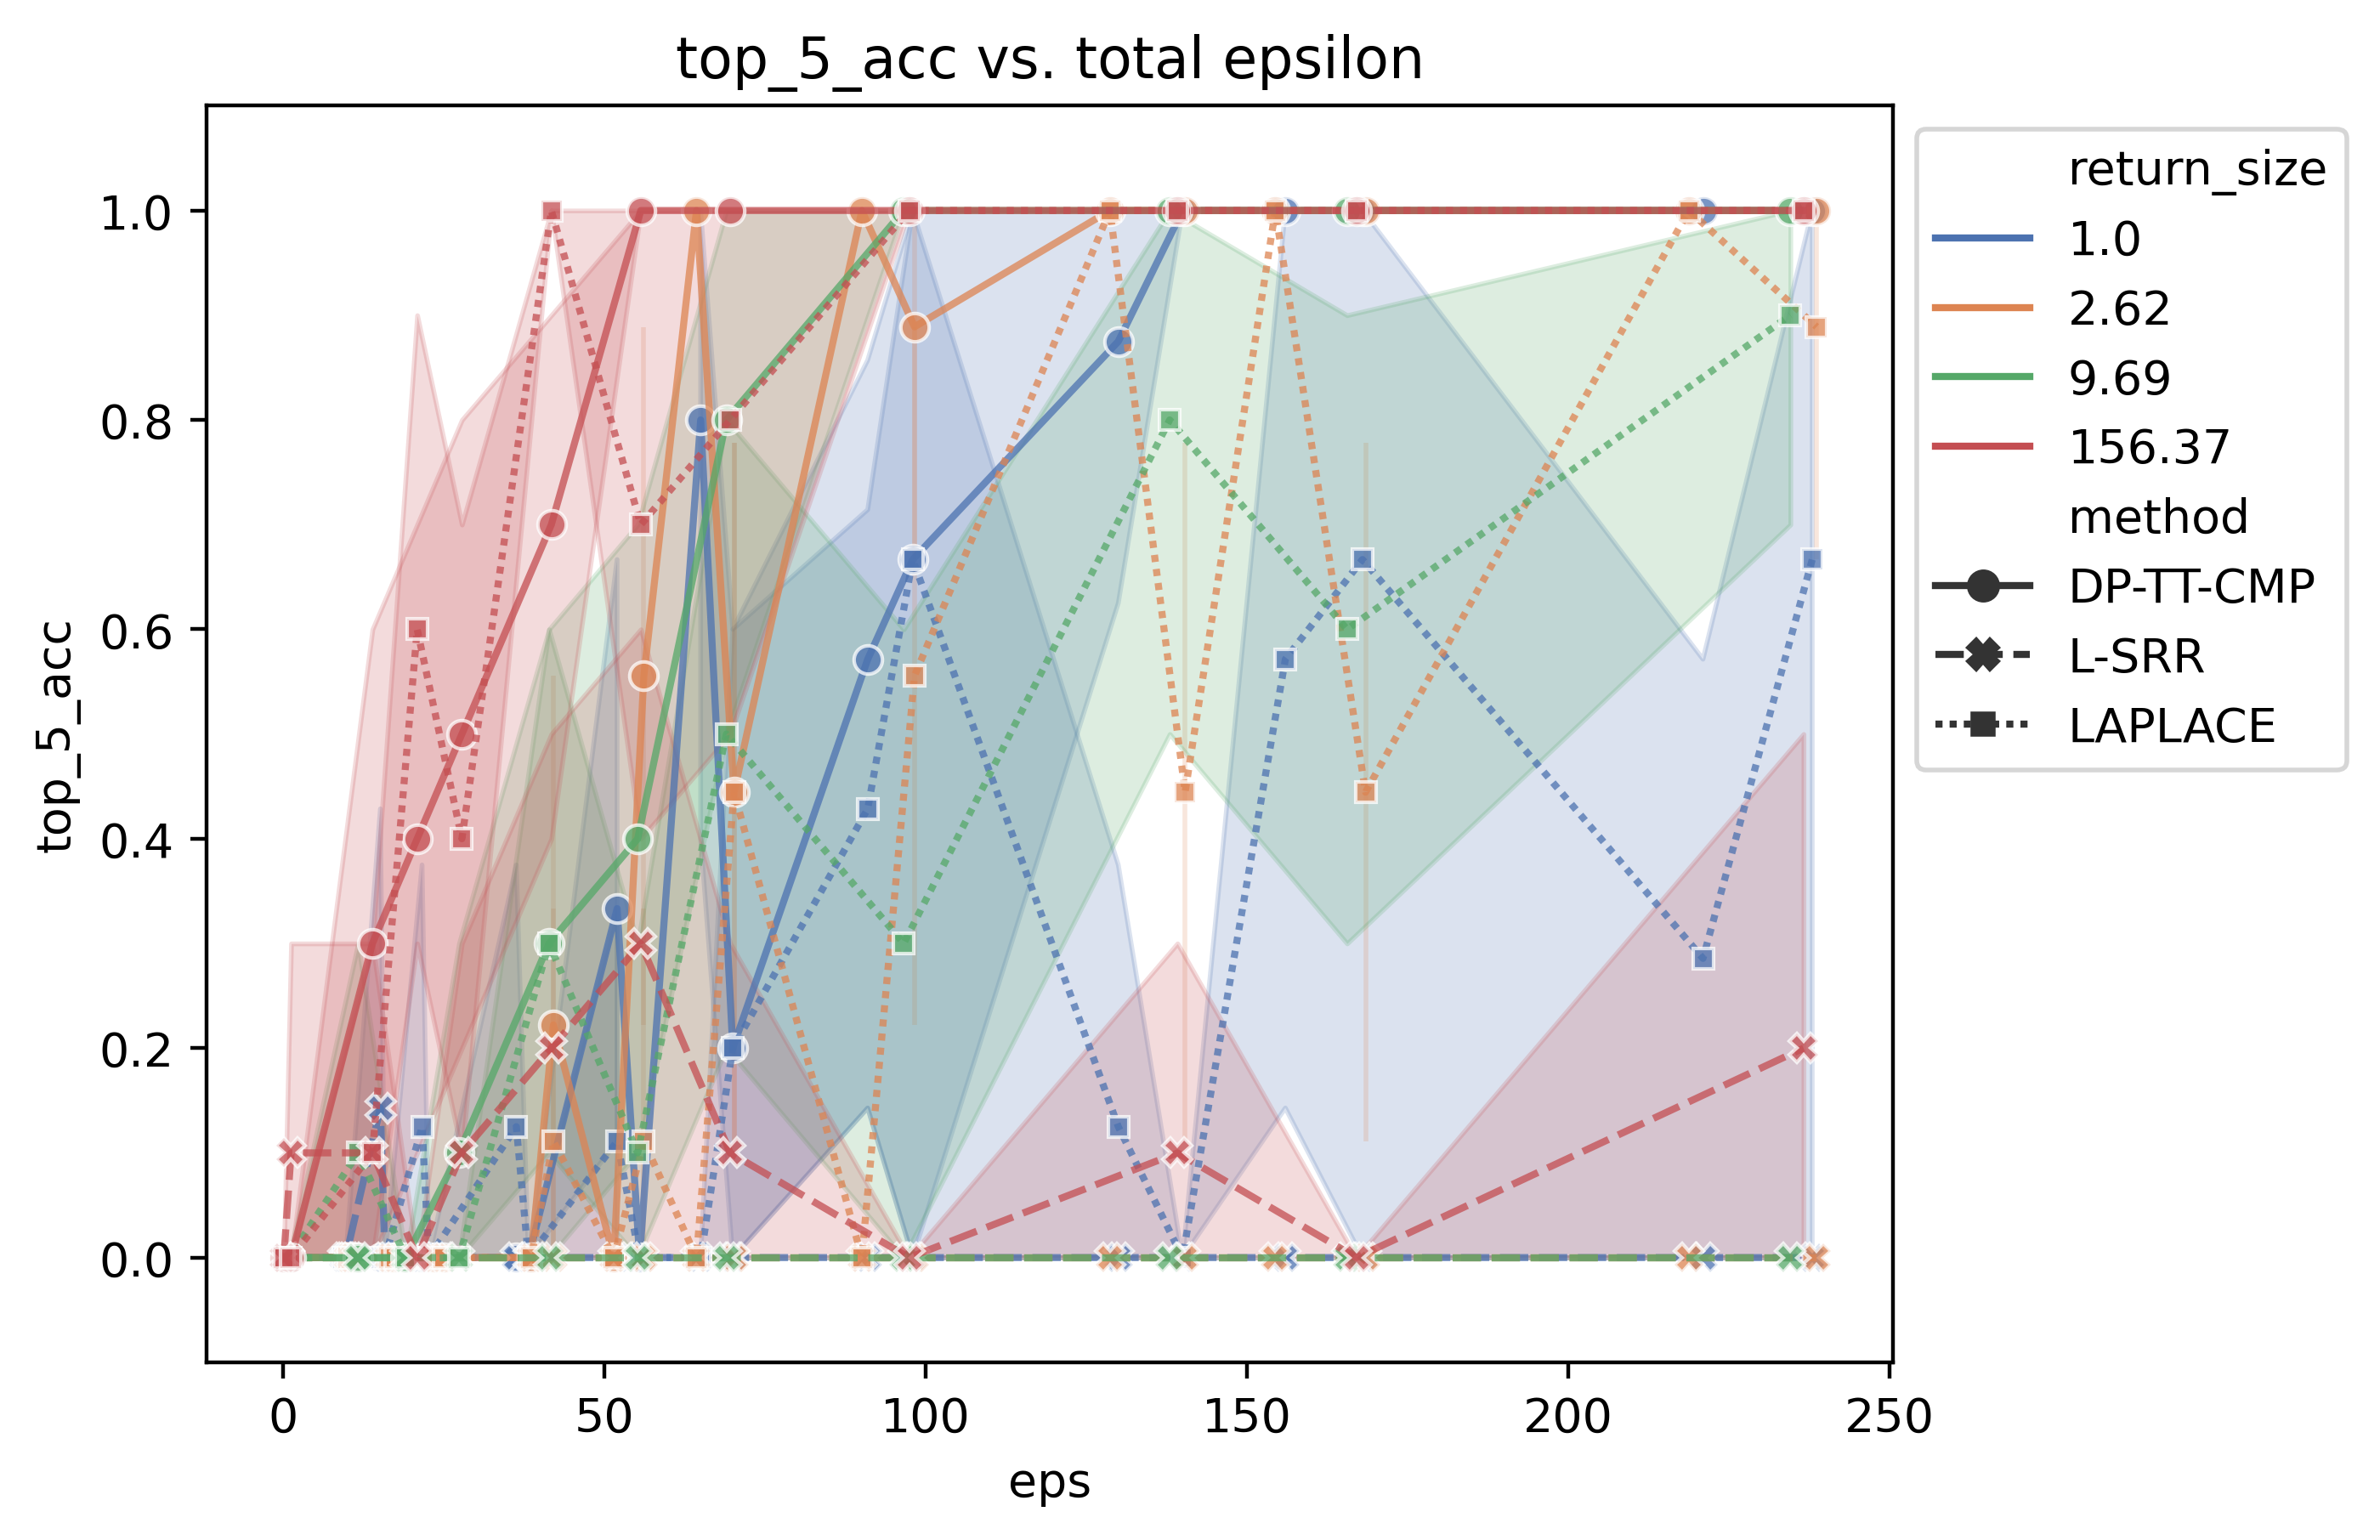 top_5_acc vs. total epsilon
top_5_acc
1.0
0.8
0.6
0.4
0.2
0.0
0
50
100
150
200
250
eps
return_size
1.0
2.62
9.69
156.37
method
DP-TT-CMP
L-SRR
LAPLACE